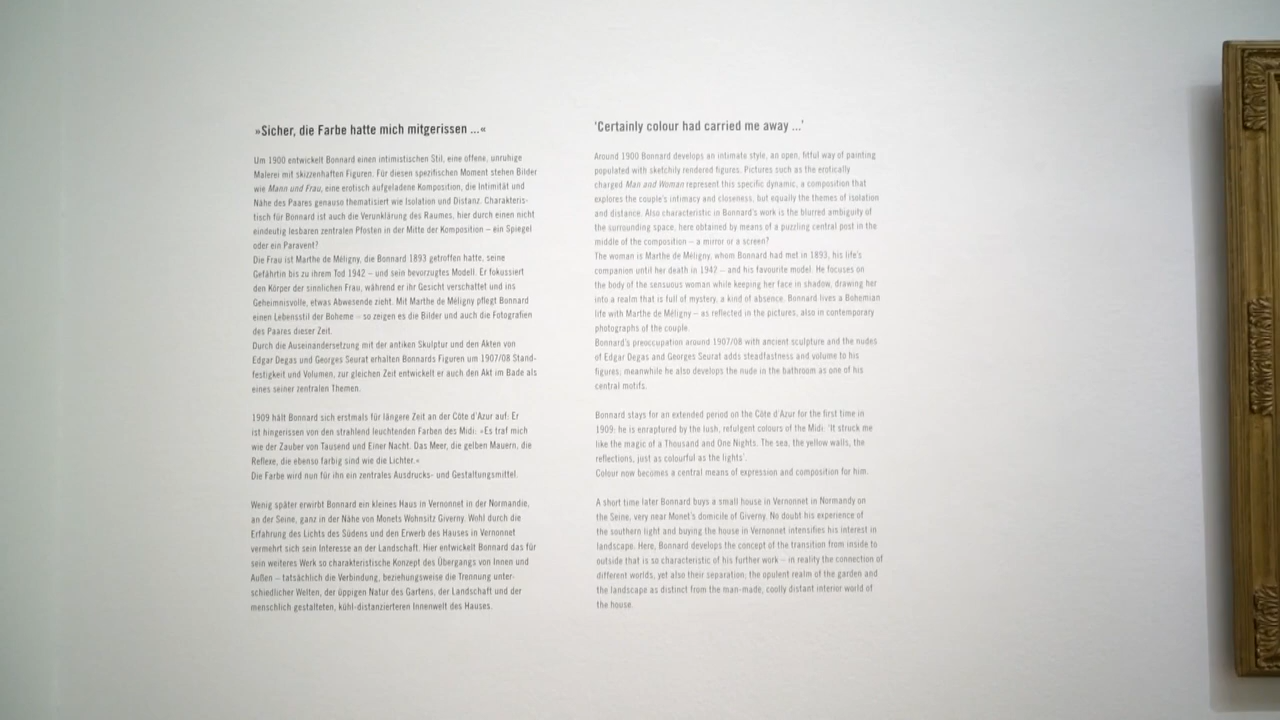 »Sicher, die Farbe hatte mich mitgerissen ...«
Um 1900 entwickelt Bonnard einen intimistischen Stil, eine offene, unruhige
Malerei mit skizzenhaften Figuren. Für diesen spezifischen Moment stehen Bilder
wie Mann und Frau, eine erotisch aufgeladene Komposition, die Intimität und
Nähe des Paares genauso thematisiert wie Isolation und Distanz. Charakteris-
tisch für Bonnard ist auch die Verunklärung des Raumes, hier durch einen nicht
eindeutig lesbaren zentralen Pfosten in der Mitte der Komposition – ein Spiegel
oder ein Paravent?
Die Frau ist Marthe de Méligny, die Bonnard 1893 getroffen hatte, seine
Gefährtin bis zu ihrem Tod 1942 – und sein bevorzugtes Modell. Er fokussiert
den Körper der sinnlichen Frau, während er ihr Gesicht verschattet und ins
Geheimnisvolle, etwas Abwesende zieht. Mit Marthe de Méligny pflegt Bonnard
einen Lebensstil der Boheme – so zeigen es die Bilder und auch die Fotografien
des Paares dieser Zeit.
Durch die Auseinandersetzung mit der antiken Skulptur und den Akten von
Edgar Degas und Georges Seurat erhalten Bonnards Figuren um 1907/08 Stand-
festigkeit und Volumen, zur gleichen Zeit entwickelt er auch den Akt im Bade als
eines seiner zentralen Themen.
1909 hält Bonnard sich erstmals für längere Zeit an der Côte d'Azur auf: Er
ist hingerissen von den strahlend leuchtenden Farben des Midi: »Es traf mich
wie der Zauber von Tausend und Einer Nacht. Das Meer, die gelben Mauern, die
Reflexe, die ebenso farbig sind wie die Lichter.«
Die Farbe wird nun für ihn ein zentrales Ausdrucks- und Gestaltungsmittel.
Wenig später erwirbt Bonnard ein kleines Haus in Vernonnet in der Normandie,
an der Seine, ganz in der Nähe von Monets Wohnsitz Giverny. Wohl durch die
Erfahrung des Lichts des Südens und den Erwerb des Hauses in Vernonnet
vermehrt sich sein Interesse an der Landschaft. Hier entwickelt Bonnard das für
sein weiteres Werk so charakteristische Konzept des Übergangs von Innen und
Außen – tatsächlich die Verbindung, beziehungsweise die Trennung unter-
schiedlicher Welten, der üppigen Natur des Gartens, der Landschaft und der
menschlich gestalteten, kühl-distanzierteren Innenwelt des Hauses.
'Certainly colour had carried me away ...'
Around 1900 Bonnard develops an intimate style, an open, fitful way of painting
populated with sketchily rendered figures. Pictures such as the erotically
charged Man and Woman represent this specific dynamic, a composition that
explores the couple's intimacy and closeness, but equally the themes of isolation
and distance. Also characteristic in Bonnard's work is the blurred ambiguity of
the surrounding space, here obtained by means of a puzzling central post in the
middle of the composition – a mirror or a screen?
The woman is Marthe de Méligny, whom Bonnard had met in 1893, his life's
companion until her death in 1942 – and his favourite model. He focuses on
the body of the sensuous woman while keeping her face in shadow, drawing her
into a realm that is full of mystery, a kind of absence. Bonnard lives a Bohemian
life with Marthe de Méligny – as reflected in the pictures, also in contemporary
photographs of the couple.
Bonnard's preoccupation around 1907/08 with ancient sculpture and the nudes
of Edgar Degas and Georges Seurat adds steadfastness and volume to his
figures; meanwhile he also develops the nude in the bathroom as one of his
central motifs.
Bonnard stays for an extended period on the Côte d'Azur for the first time in
1909: he is enraptured by the lush, refulgent colours of the Midi: 'It struck me
like the magic of a Thousand and One Nights. The sea, the yellow walls, the
reflections, just as colourful as the lights'.
Colour now becomes a central means of expression and composition for him.
A short time later Bonnard buys a small house in Vernonnet in Normandy on
the Seine, very near Monet's domicile of Giverny. No doubt his experience of
the southern light and buying the house in Vernonnet intensifies his interest in
landscape. Here, Bonnard develops the concept of the transition from inside to
outside that is so characteristic of his further work – in reality the connection of
different worlds, yet also their separation; the opulent realm of the garden and
the landscape as distinct from the man-made, coolly distant interior world of
the house.